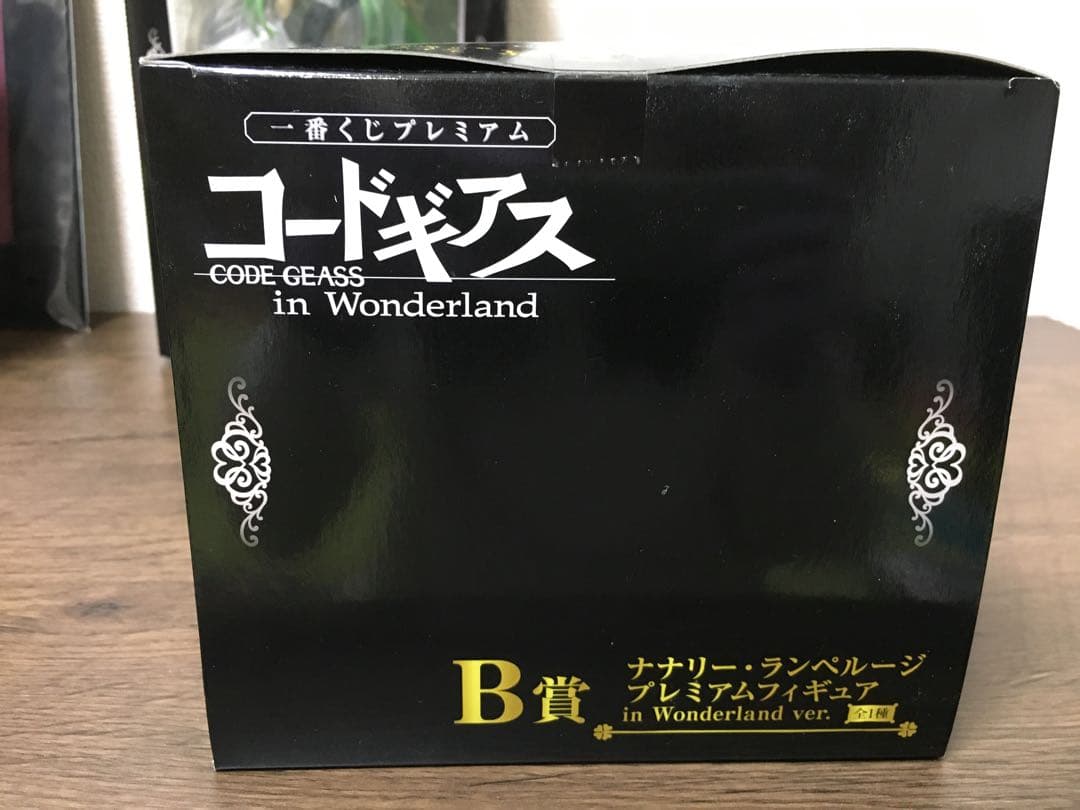 一番くじプレミアム
コードギアス
CODE GEASS
in Wonderland
B賞
ナナリー・ランペルージ
プレミアムフィギュア
in Wonderland ver. 全1種